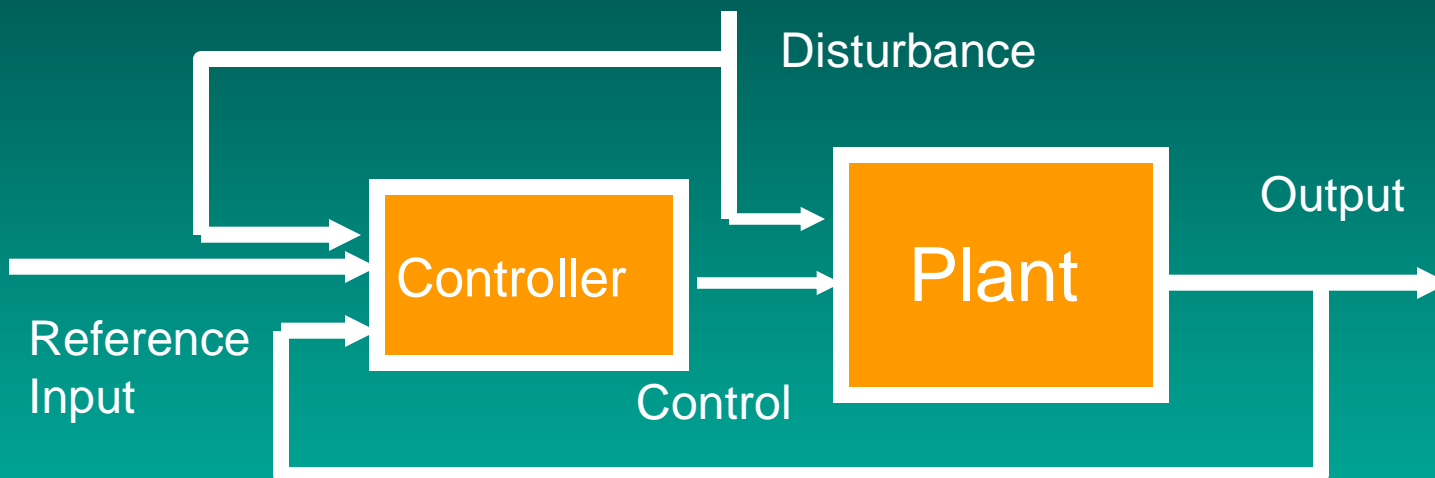 Disturbance
Output
Controller
Plant
Reference
Input
Control